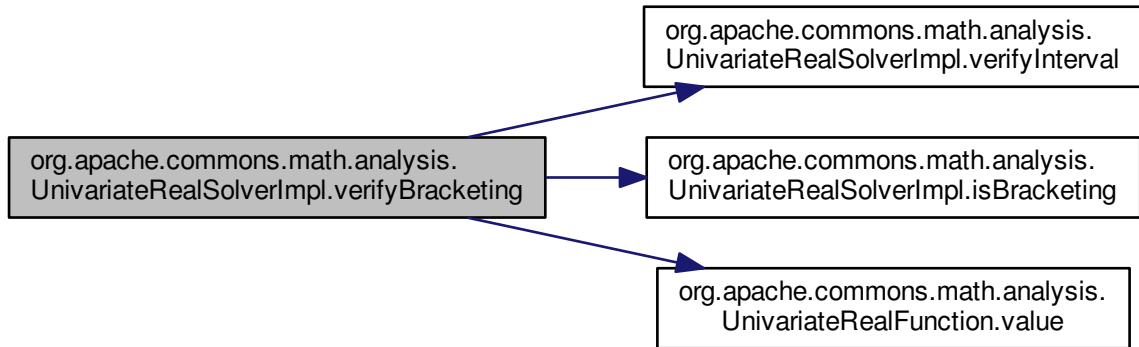 org.apache.commons.math.analysis.
UnivariateRealSolverImpl.verifyInterval
org.apache.commons.math.analysis.
UnivariateRealSolverImpl.verifyBracketing
org.apache.commons.math.analysis.
UnivariateRealSolverImpl.isBracketing
org.apache.commons.math.analysis.
UnivariateRealFunction.value